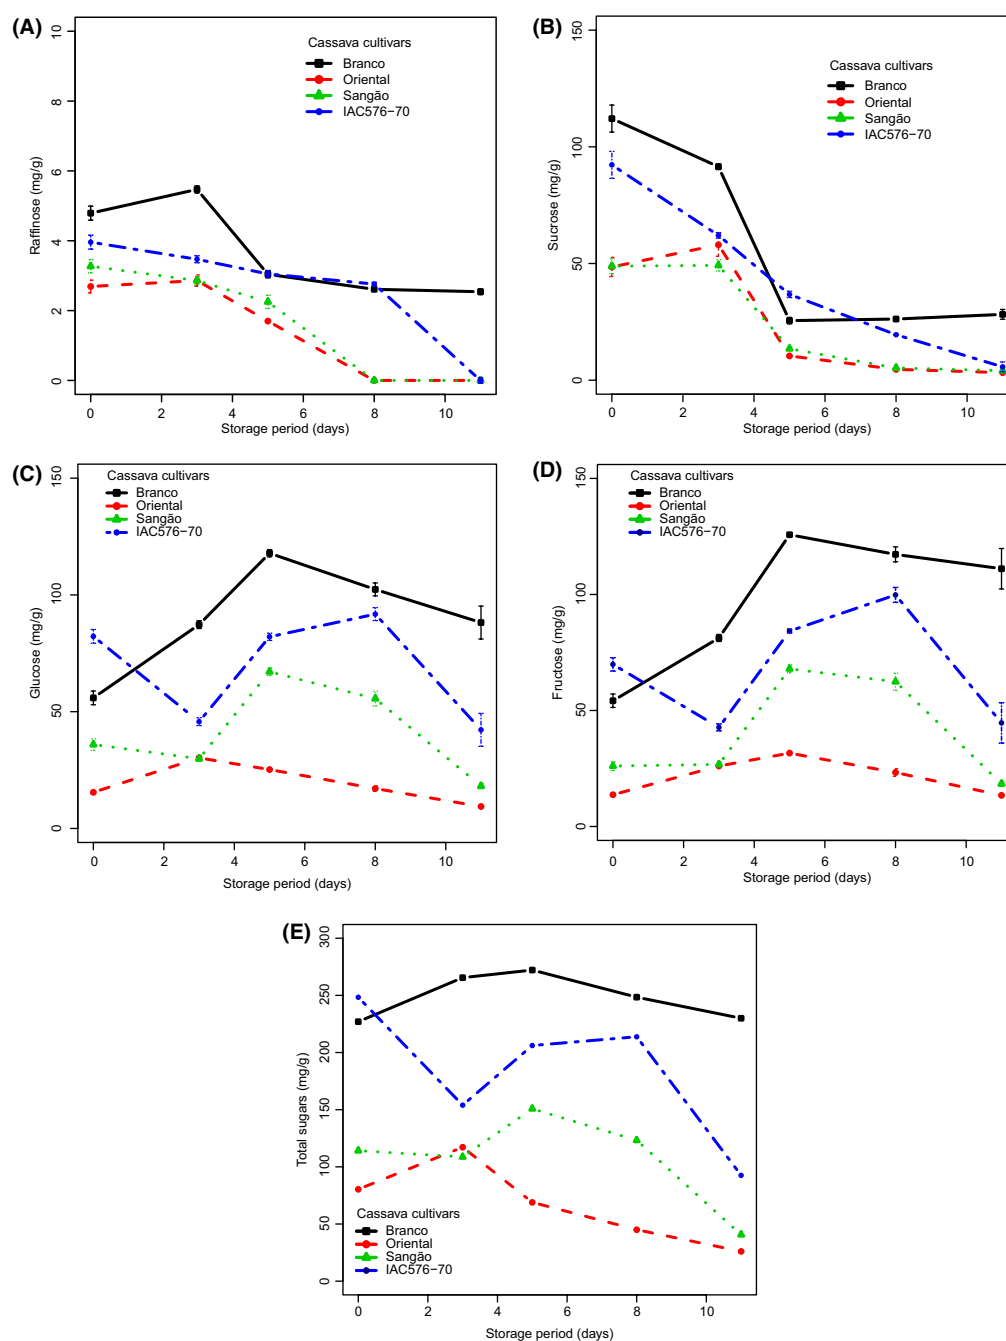 (A)
Cassava cultivars
Branco
Oriental
Sangão
IAC576−70
Raffinose (mg/g)
0 2 4 6 8 10
0 2 4 6 8 10
Storage period (days)
(B)
Cassava cultivars
Branco
Oriental
Sangão
IAC576−70
Sucrose (mg/g)
0 50 100 150
0 2 4 6 8 10
Storage period (days)
(C)
Cassava cultivars
Branco
Oriental
Sangão
IAC576−70
Glucose (mg/g)
0 50 100 150
0 2 4 6 8 10
Storage period (days)
(D)
Cassava cultivars
Branco
Oriental
Sangão
IAC576−70
Fructose (mg/g)
0 50 100 150
0 2 4 6 8 10
Storage period (days)
(E)
Total sugars (mg/g)
0 50 100 150 200 250 300
Cassava cultivars
Branco
Oriental
Sangão
IAC576−70
0 2 4 6 8 10
Storage period (days)